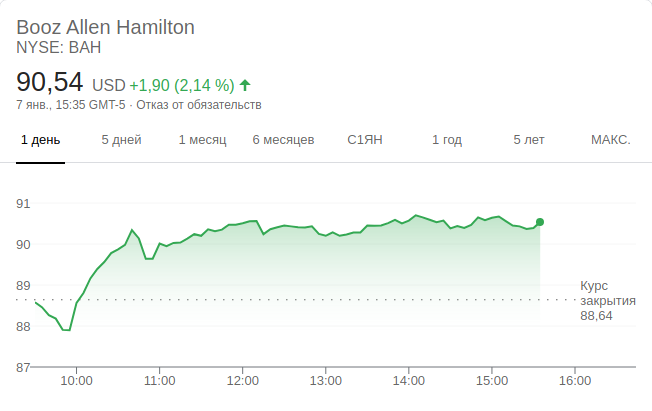 Booz Allen Hamilton
NYSE: BAH
90,54 USD +1,90 (2,14 %)
7 янв., 15:35 GMT-5 · Отказ от обязательств
1 день 5 дней 1 месяц 6 месяцев С1ЯН 1 год 5 лет МАКС.
91
90
89
Курс
закрытия
88,64
88
87
10:00 11:00 12:00 13:00 14:00 15:00 16:00